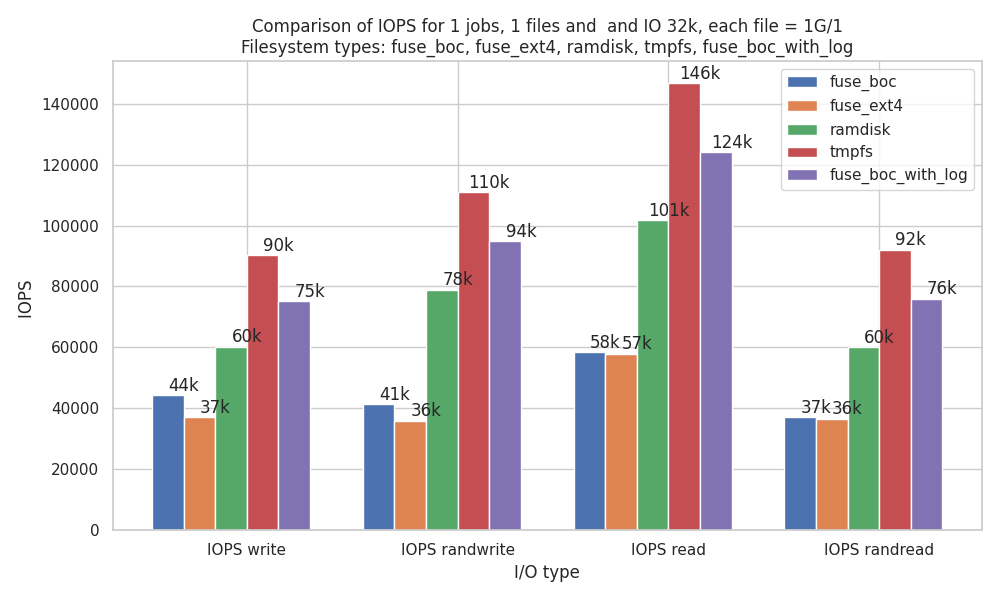 Comparison of IOPS for 1 jobs, 1 files and  and IO 32k, each file = 1G/1
Filesystem types: fuse_boc, fuse_ext4, ramdisk, tmpfs, fuse_boc_with_log
fuse_boc
fuse_ext4
ramdisk
tmpfs
fuse_boc_with_log
IOPS
140000
120000
100000
80000
60000
40000
20000
0
44k
37k
60k
90k
75k
41k
36k
78k
110k
94k
58k
57k
101k
146k
124k
37k
36k
60k
92k
76k
IOPS write
IOPS randwrite
IOPS read
IOPS randread
I/O type